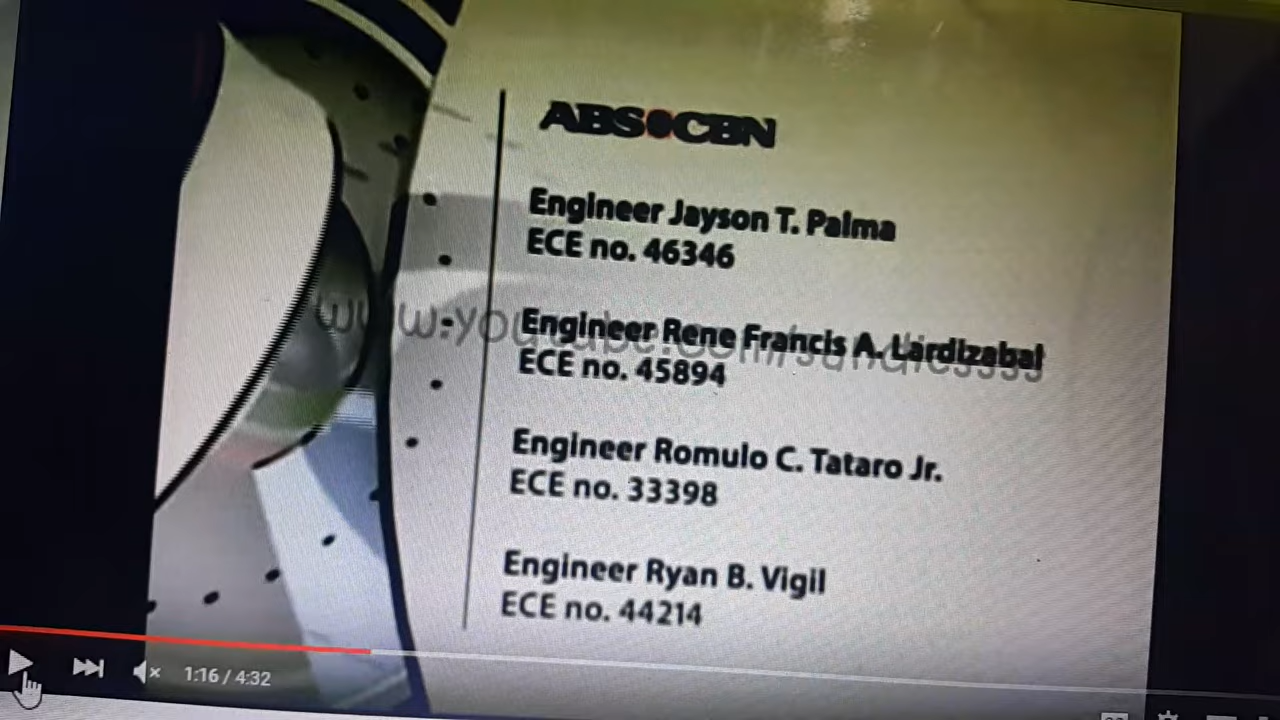 ABS CBN
Engineer Jayson T. Palma
ECE no. 46346
Engineer Rene Francis A. Lardizabal
ECE no. 45894
Engineer Romulo C. Tataro Jr.
ECE no. 33398
Engineer Ryan B. Vigil
ECE no. 44214
1:16 / 4:32